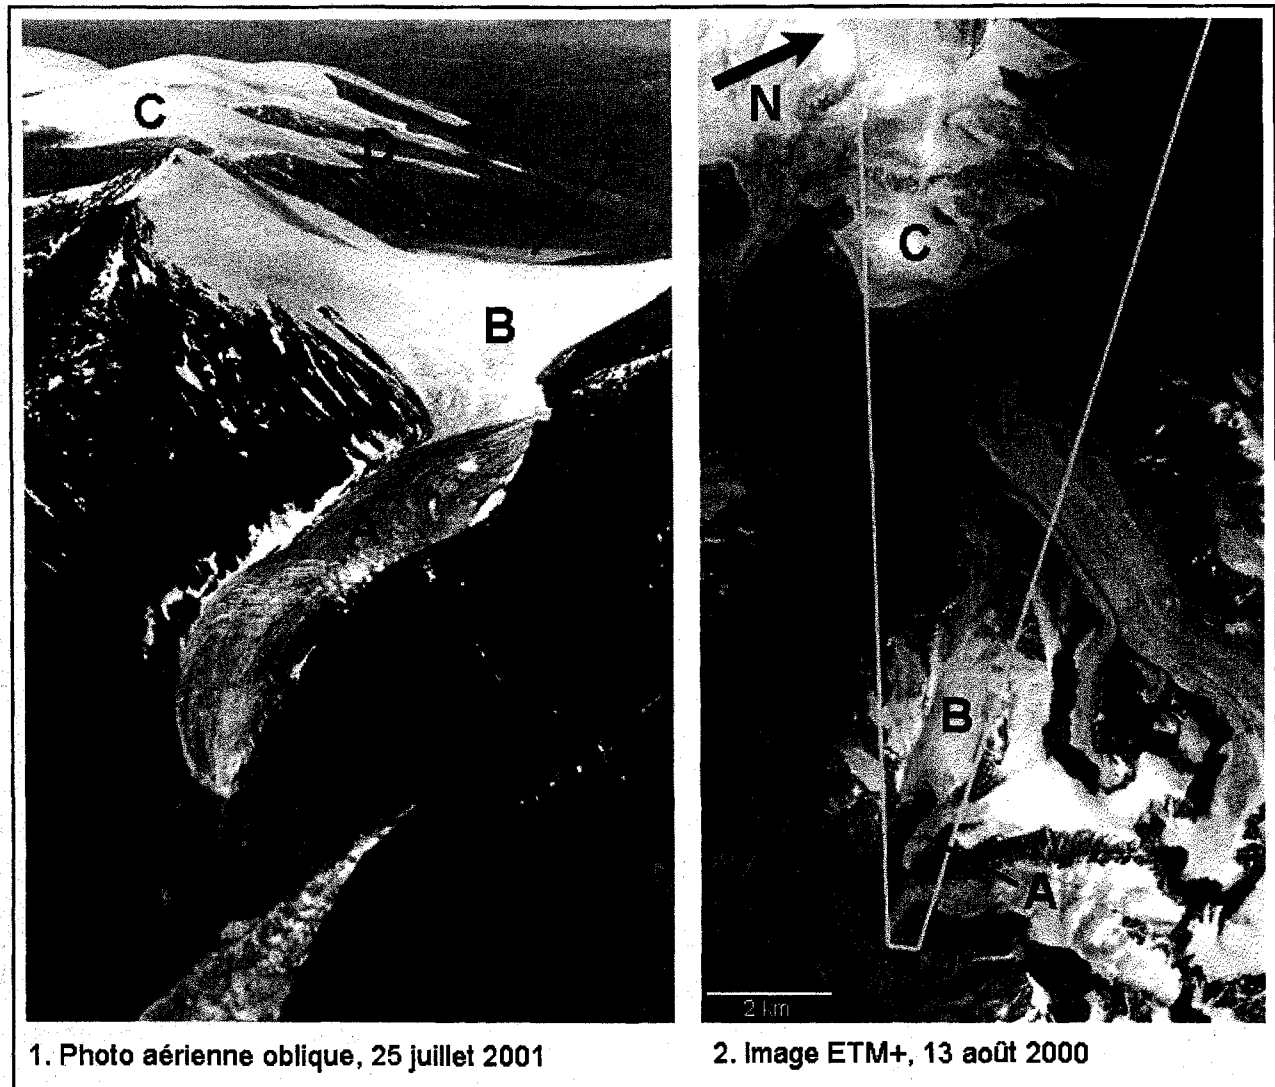 C
D
B
N
C
B
A
2 km
1. Photo aérienne oblique, 25 juillet 2001
2. Image ETM+, 13 août 2000